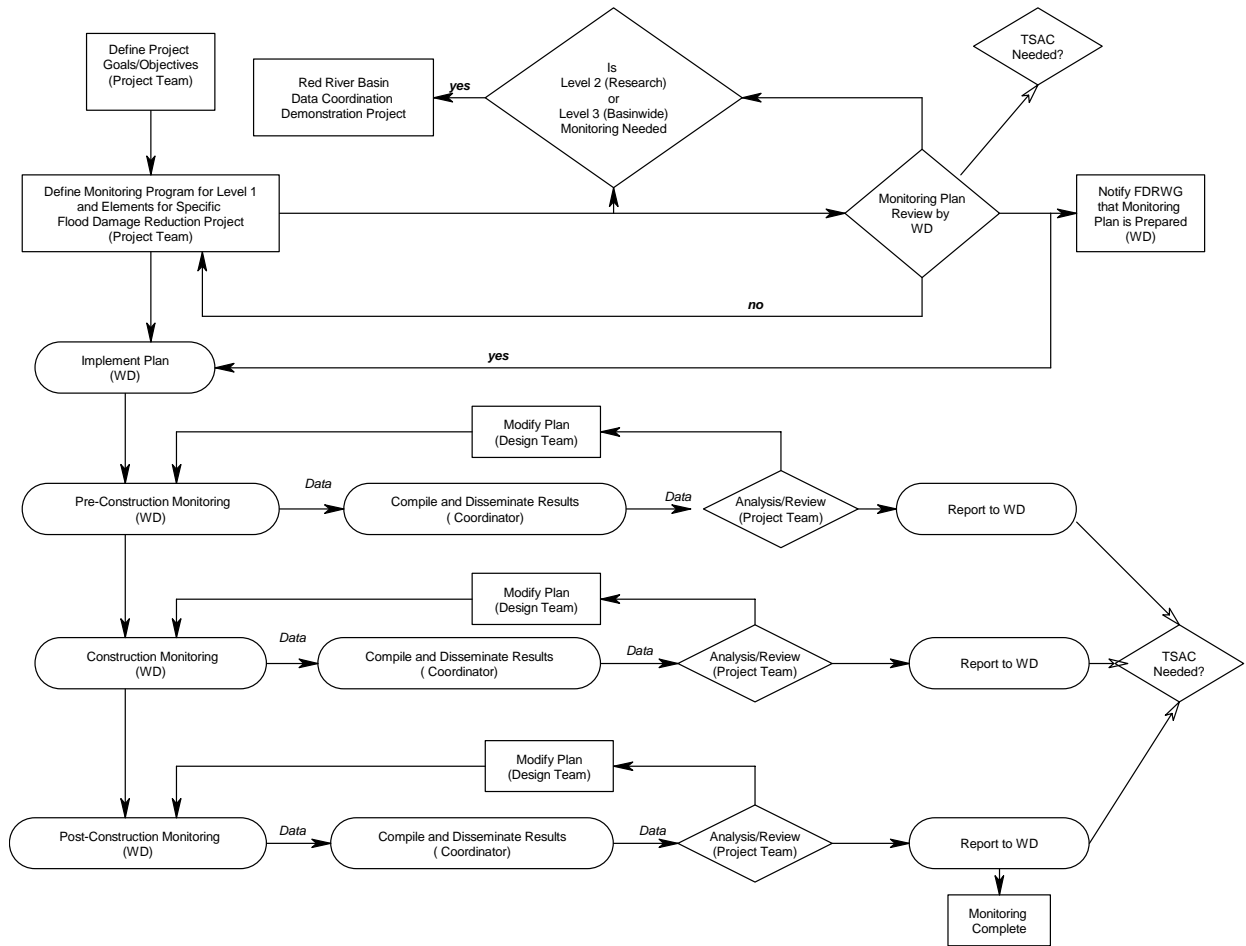 Define Project
Goals/Objectives
(Project Team)
Red River Basin
Data Coordination
Demonstration Project
yes
Is
Level 2 (Research)
or
Level 3 (Basinwide)
Monitoring Needed
TSAC
Needed?
Define Monitoring Program for Level 1
and Elements for Specific
Flood Damage Reduction Project
(Project Team)
Monitoring Plan
Review by
WD
Notify FDRWG
that Monitoring
Plan is Prepared
(WD)
no
Implement Plan
(WD)
yes
Modify Plan
(Design Team)
Pre-Construction Monitoring
(WD)
Data
Compile and Disseminate Results
( Coordinator)
Data
Analysis/Review
(Project Team)
Report to WD
Modify Plan
(Design Team)
Construction Monitoring
(WD)
Data
Compile and Disseminate Results
( Coordinator)
Data
Analysis/Review
(Project Team)
Report to WD
TSAC
Needed?
Modify Plan
(Design Team)
Post-Construction Monitoring
(WD)
Data
Compile and Disseminate Results
( Coordinator)
Data
Analysis/Review
(Project Team)
Report to WD
Monitoring
Complete